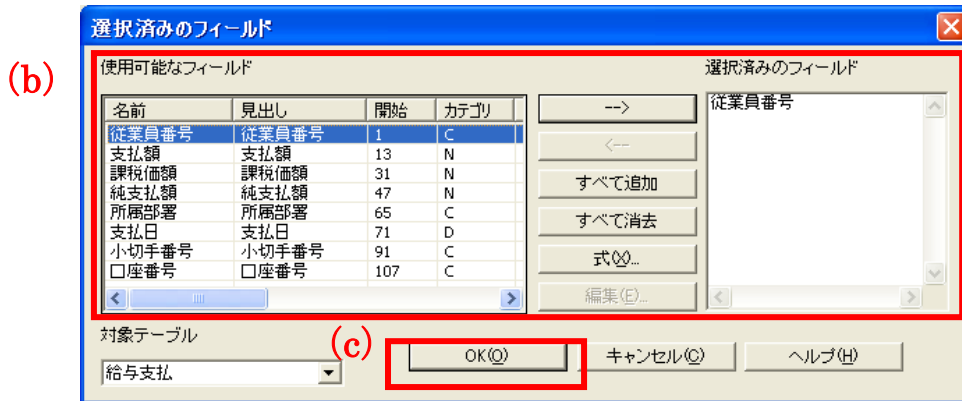 選択済みのフィールド
(b)
使用可能なフィールド
選択済みのフィールド
名前 見出し 開始 カテゴリ
従業員番号 従業員番号 1 C
支払額 支払額 13 N
課税価額 課税価額 31 N
純支払額 純支払額 47 N
所属部署 所属部署 65 C
支払日 支払日 71 D
小切手番号 小切手番号 91 C
口座番号 口座番号 107 C
-->
<--
すべて追加
すべて消去
式(X)...
編集(E)...
従業員番号
対象テーブル
給与支払
(c)
OK(O)
キャンセル(C)
ヘルプ(H)